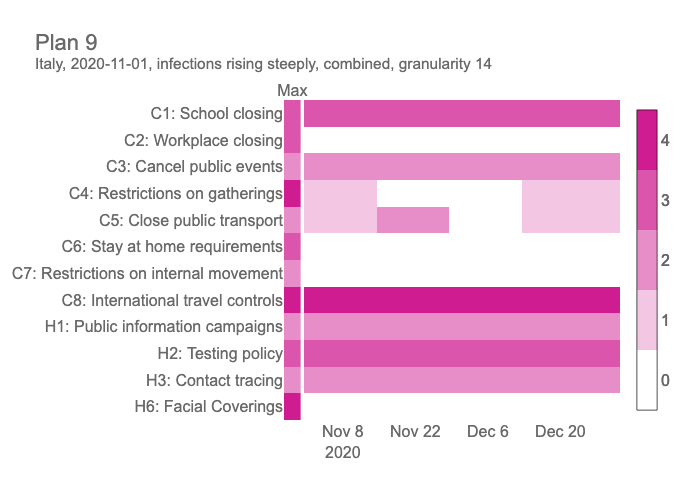 Plan 9
Italy, 2020-11-01, infections rising steeply, combined, granularity 14
Max
C1: School closing
C2: Workplace closing
C3: Cancel public events
C4: Restrictions on gatherings
C5: Close public transport
C6: Stay at home requirements
C7: Restrictions on internal movement
C8: International travel controls
H1: Public information campaigns
H2: Testing policy
H3: Contact tracing
H6: Facial Coverings
Nov 8 Nov 22 Dec 6 Dec 20
2020
4
3
2
1
0